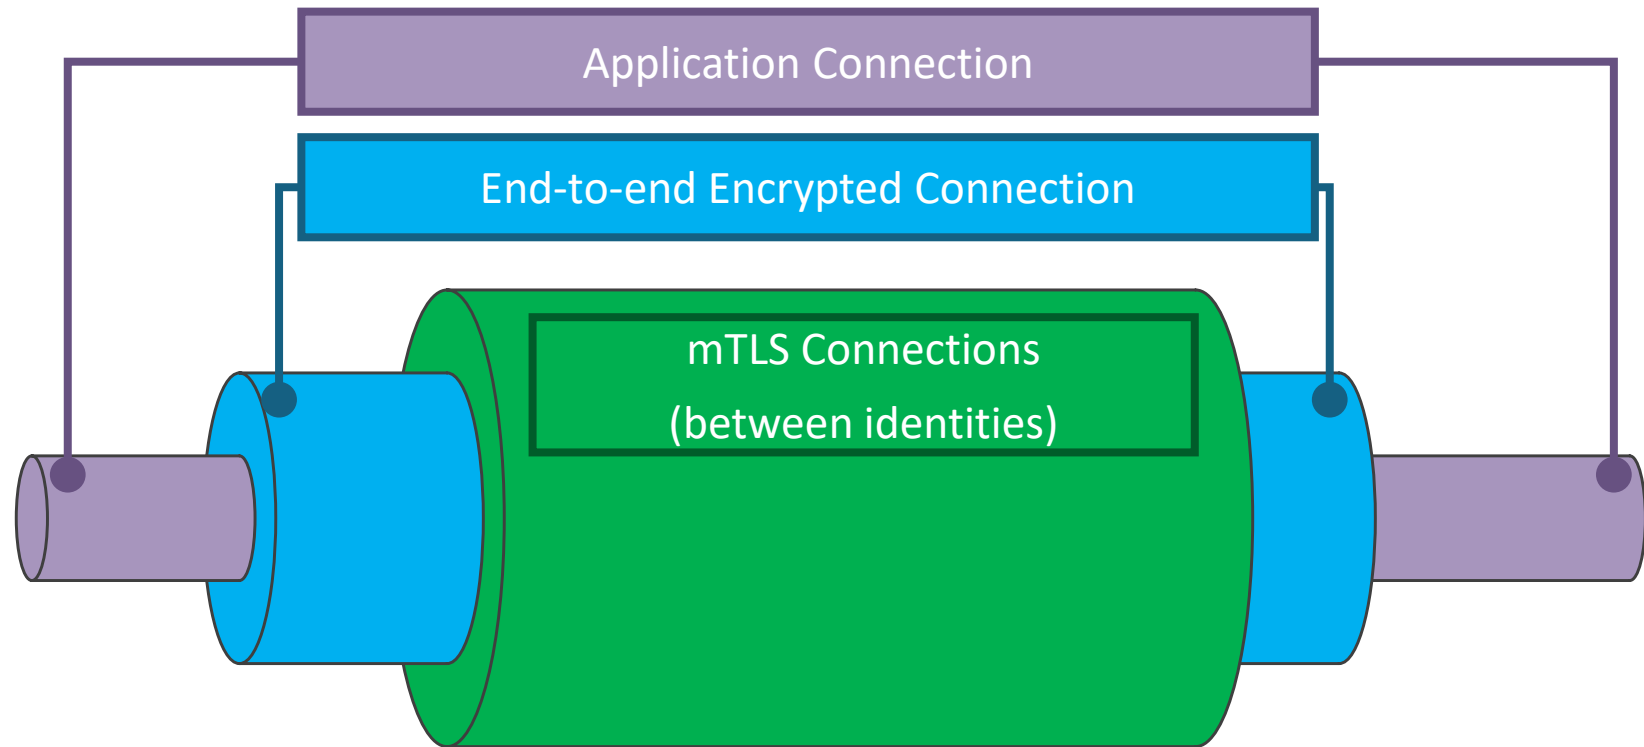 Application Connection
End-to-end Encrypted Connection
mTLS Connections
(between identities)